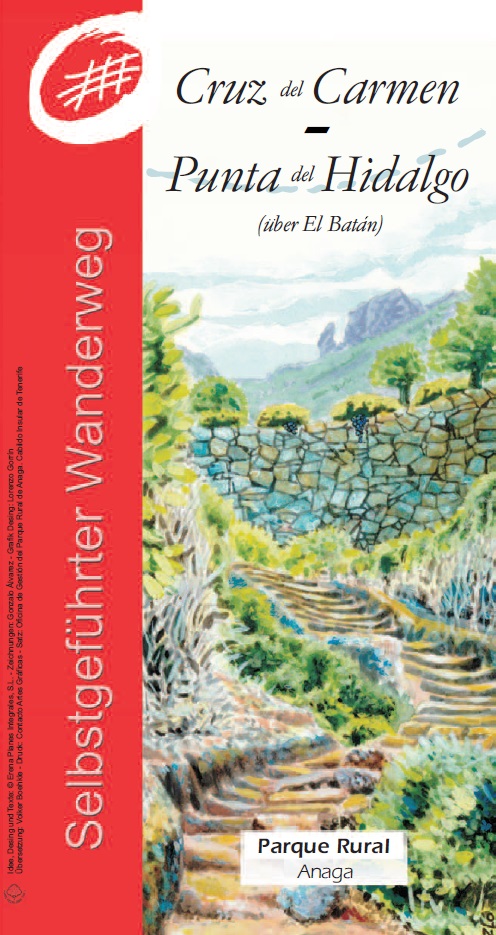 Cruz del Carmen
-
Punta del Hidalgo
(über El Batán)
Selbstgeführter Wanderweg
Idee, Desing und Texte: © Erena Planes Integrales, S.L. - Zeichnungen: Gonzalo Álvarez - Grafik Desing: Lorenzo Gorrín
Übersetzung: Volker Boehlke - Druk: Contacto Artes Gráficas - Satz: Oficina de Gestión del Parque Rural de Anaga. Cabildo Insular de Tenerife
Parque Rural
Anaga